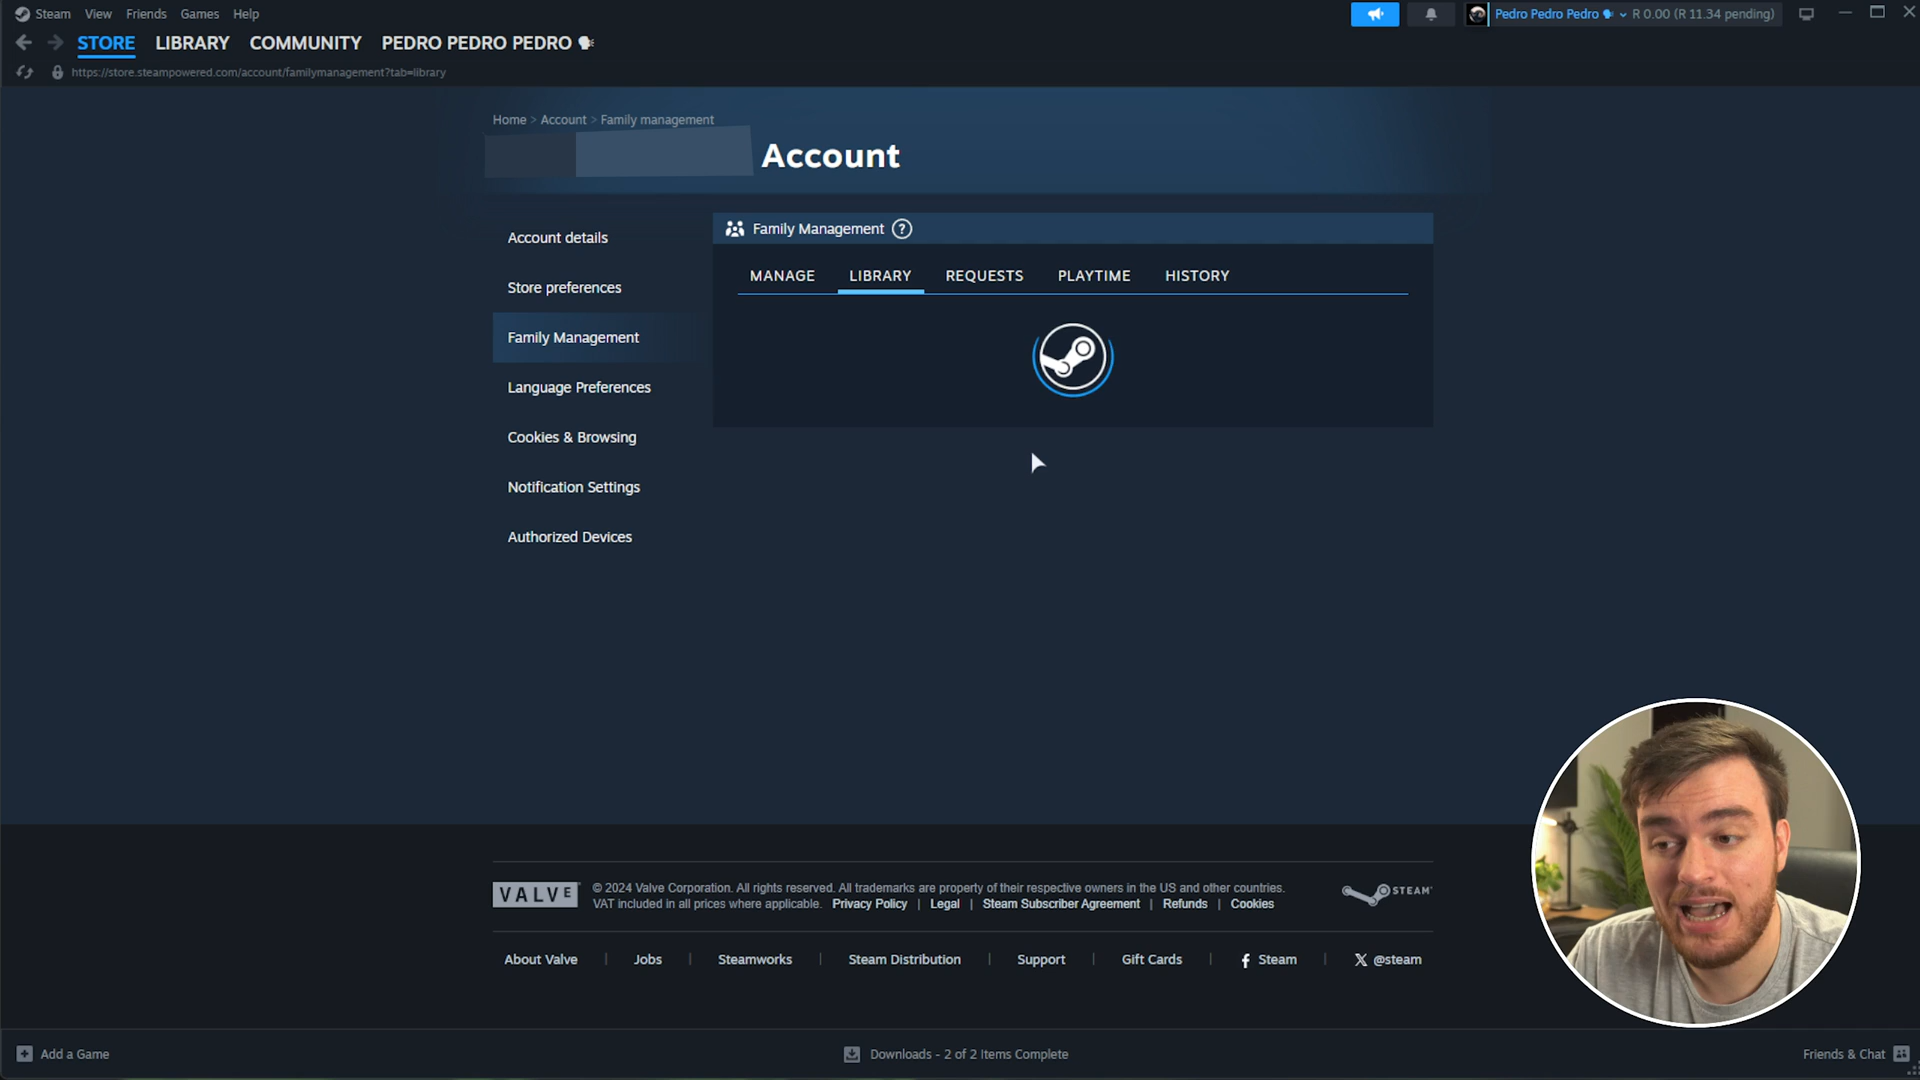 Steam View Friends Games Help
Pedro Pedro Pedro R 0.00 (R 11.34 pending)
STORE LIBRARY COMMUNITY PEDRO PEDRO PEDRO
https://store.steampowered.com/account/familymanagement?tab=library
Home > Account > Family management
Account
Account details
Store preferences
Family Management
Language Preferences
Cookies & Browsing
Notification Settings
Authorized Devices
Family Management ?
MANAGE LIBRARY REQUESTS PLAYTIME HISTORY
VALVE
© 2024 Valve Corporation. All rights reserved. All trademarks are property of their respective owners in the US and other countries.
VAT included in all prices where applicable. Privacy Policy | Legal | Steam Subscriber Agreement | Refunds | Cookies
STEAM
About Valve | Jobs | Steamworks | Steam Distribution | Support | Gift Cards | Steam | @steam
Add a Game
Downloads - 2 of 2 Items Complete
Friends & Chat